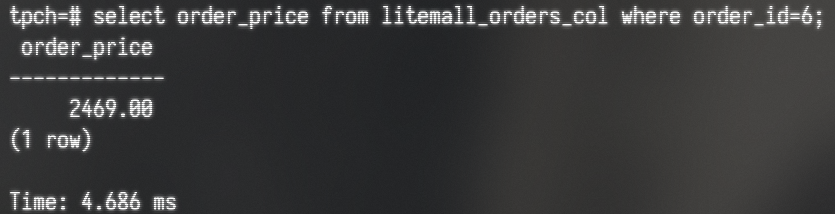 tpch=# select order_price from litemall_orders_col where order_id=6;
 order_price
-------------
     2469.00
(1 row)

Time: 4.686 ms